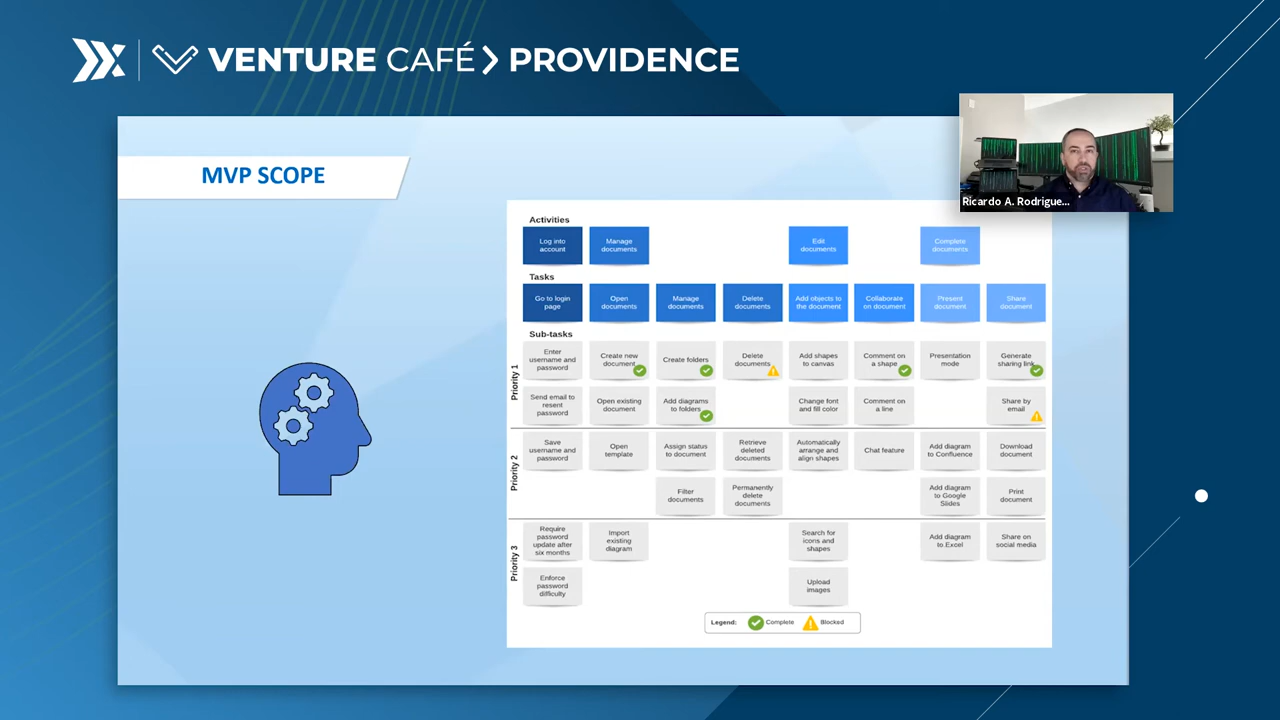 VENTURE CAFÉ PROVIDENCE
MVP SCOPE
Ricardo A. Rodrigue...
Activities
Log into
account
Manage
documents
Edit
documents
Complete
documents
Tasks
Go to login
page
Open
documents
Manage
documents
Delete
documents
Add objects to
the document
Collaborate
on document
Present
document
Share
document
Sub-tasks
Priority 1
Enter
username and
password
Create new
document
Create folders
Delete
documents
Add shapes
to canvas
Comment on
a shape
Presentation
mode
Generate
sharing link
Send email to
resent
password
Open existing
document
Add diagrams
to folders
Change font
and fill color
Comment on
a line
Share by
email
Priority 2
Save
username and
password
Open
template
Assign status
to document
Retrieve
deleted
documents
Automatically
arrange and
align shapes
Chat feature
Add diagram
to Confluence
Download
document
Filter
documents
Permanently
delete
documents
Add diagram
to Google
Slides
Print
document
Priority 3
Require
password
update after
six months
Import
existing
diagram
Search for
icons and
shapes
Add diagram
to Excel
Share on
social media
Enforce
password
difficulty
Upload
images
Legend: Complete Blocked